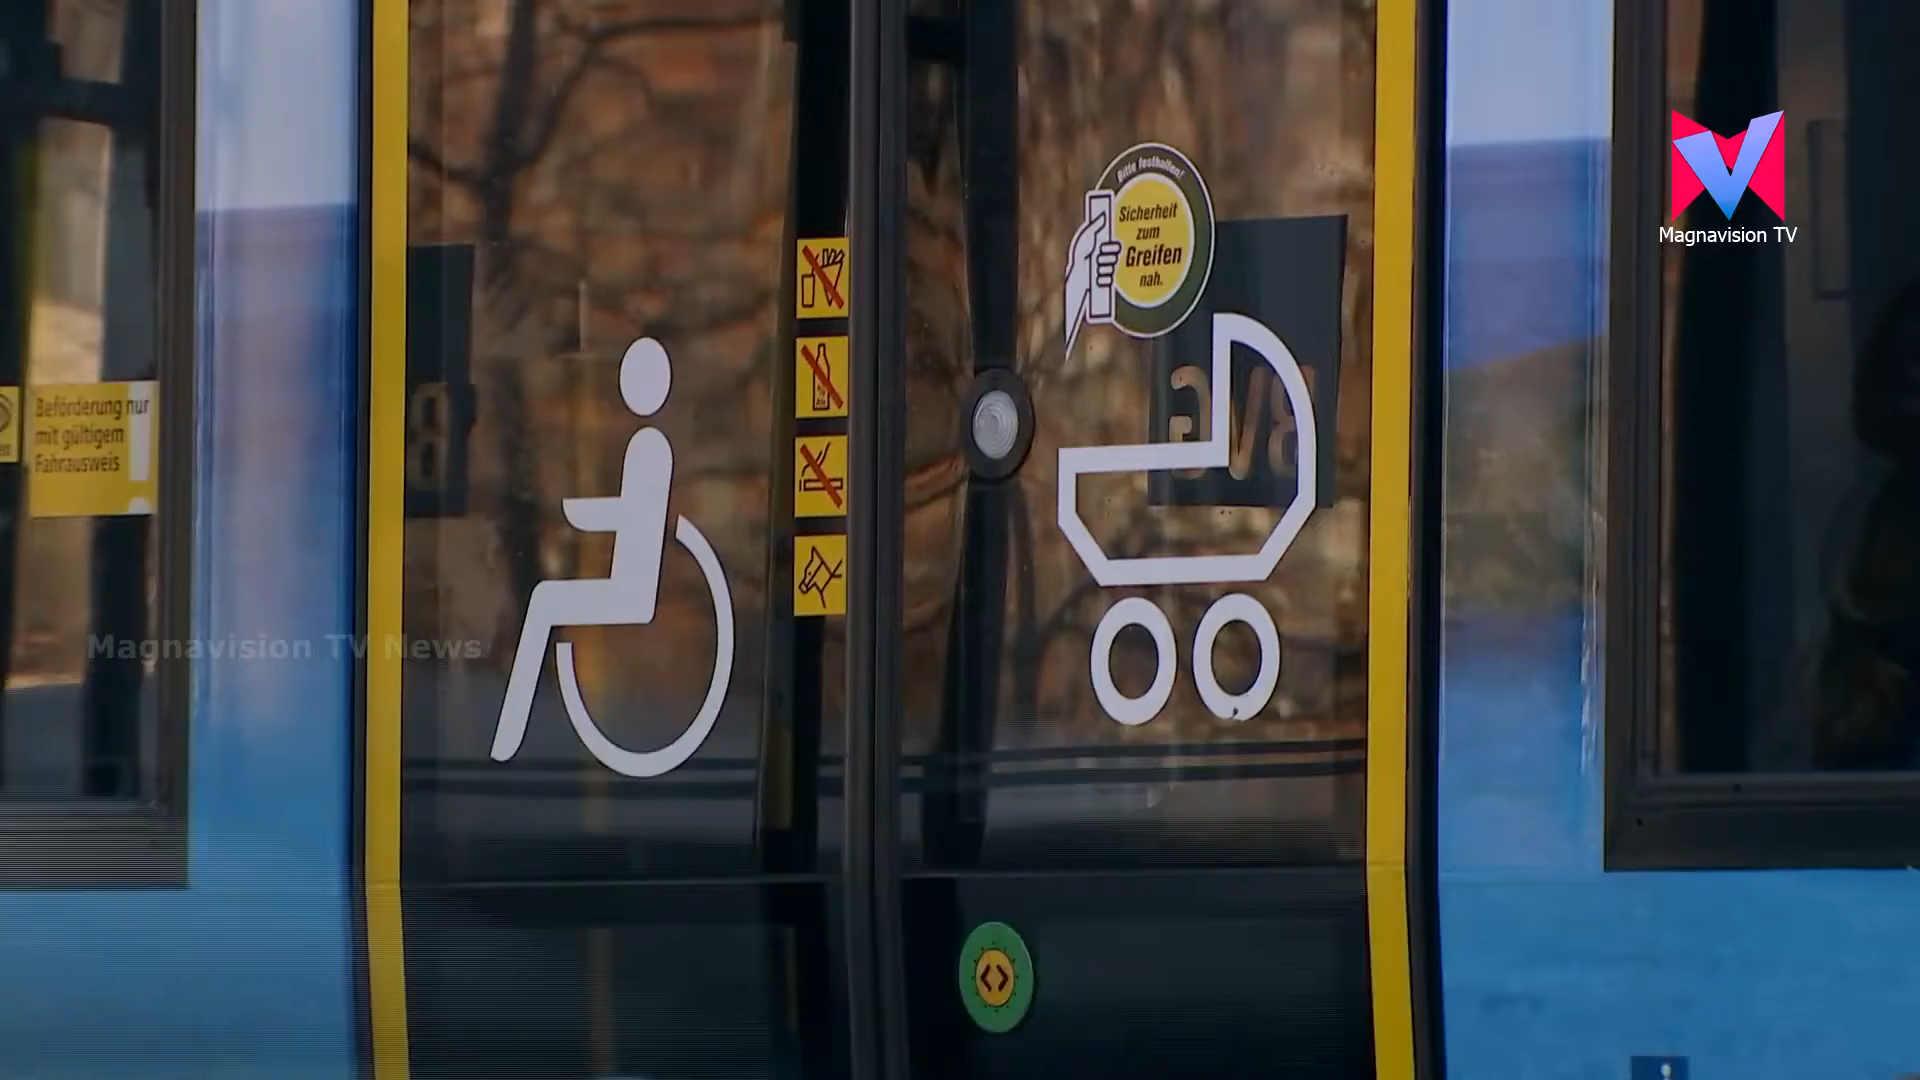 Magnavision TV
Bitte festhalten!
Sicherheit
zum
Greifen
nah.
BVG
Beförderung nur
mit gültigem
Fahrausweis
Magnavision TV News